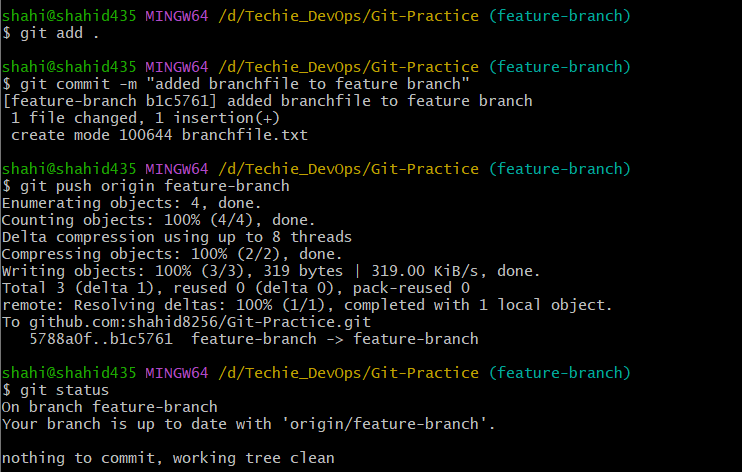 shahi@shahid435 MINGW64 /d/Techie_DevOps/Git-Practice (feature-branch)
$ git add .
shahi@shahid435 MINGW64 /d/Techie_DevOps/Git-Practice (feature-branch)
$ git commit -m "added branchfile to feature branch"
[feature-branch b1c5761] added branchfile to feature branch
 1 file changed, 1 insertion(+)
 create mode 100644 branchfile.txt
shahi@shahid435 MINGW64 /d/Techie_DevOps/Git-Practice (feature-branch)
$ git push origin feature-branch
Enumerating objects: 4, done.
Counting objects: 100% (4/4), done.
Delta compression using up to 8 threads
Compressing objects: 100% (2/2), done.
Writing objects: 100% (3/3), 319 bytes | 319.00 KiB/s, done.
Total 3 (delta 1), reused 0 (delta 0), pack-reused 0
remote: Resolving deltas: 100% (1/1), completed with 1 local object.
To github.com:shahid8256/Git-Practice.git
   5788a0f..b1c5761  feature-branch -> feature-branch
shahi@shahid435 MINGW64 /d/Techie_DevOps/Git-Practice (feature-branch)
$ git status
On branch feature-branch
Your branch is up to date with 'origin/feature-branch'.
nothing to commit, working tree clean